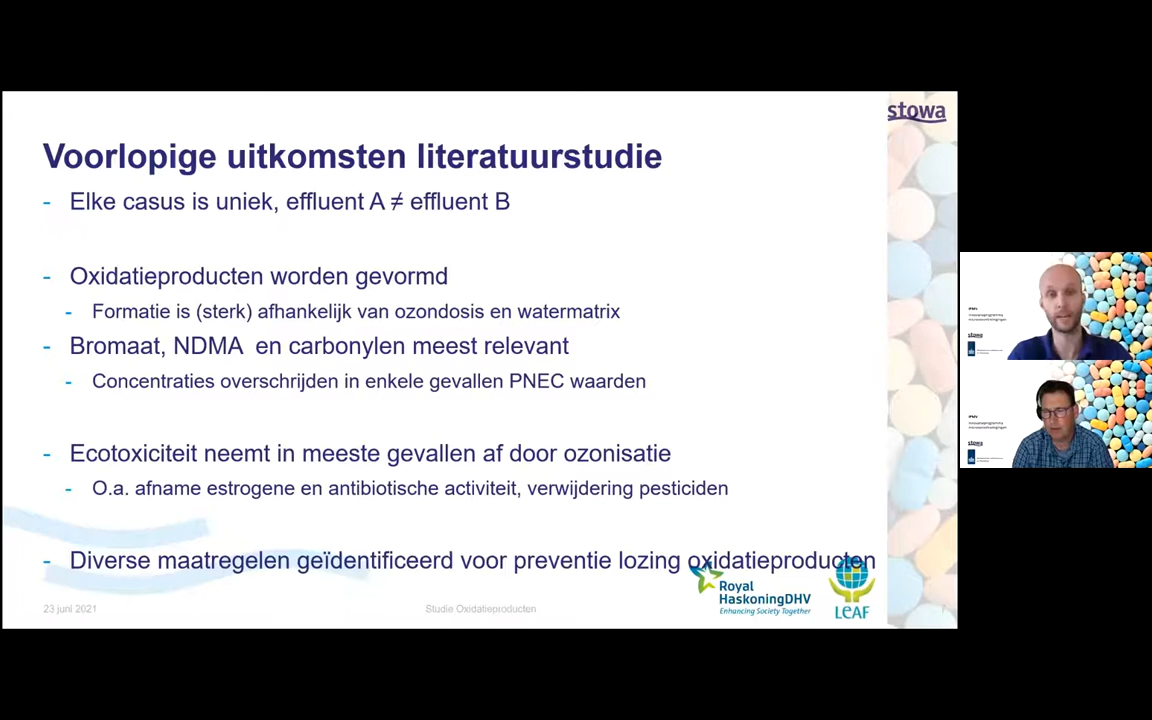 stowa
Voorlopige uitkomsten literatuurstudie
- Elke casus is uniek, effluent A ≠ effluent B
- Oxidatieproducten worden gevormd
- Formatie is (sterk) afhankelijk van ozondosis en watermatrix
- Bromaat, NDMA en carbonylen meest relevant
- Concentraties overschrijden in enkele gevallen PNEC waarden
- Ecotoxiciteit neemt in meeste gevallen af door ozonisatie
- O.a. afname estrogene en antibiotische activiteit, verwijdering pesticiden
- Diverse maatregelen geïdentificeerd voor preventie lozing oxidatieproducten
23 juni 2021
Studie Oxidatieproducten
Royal
HaskoningDHV
Enhancing Society Together
LEAF
stowa
stowa